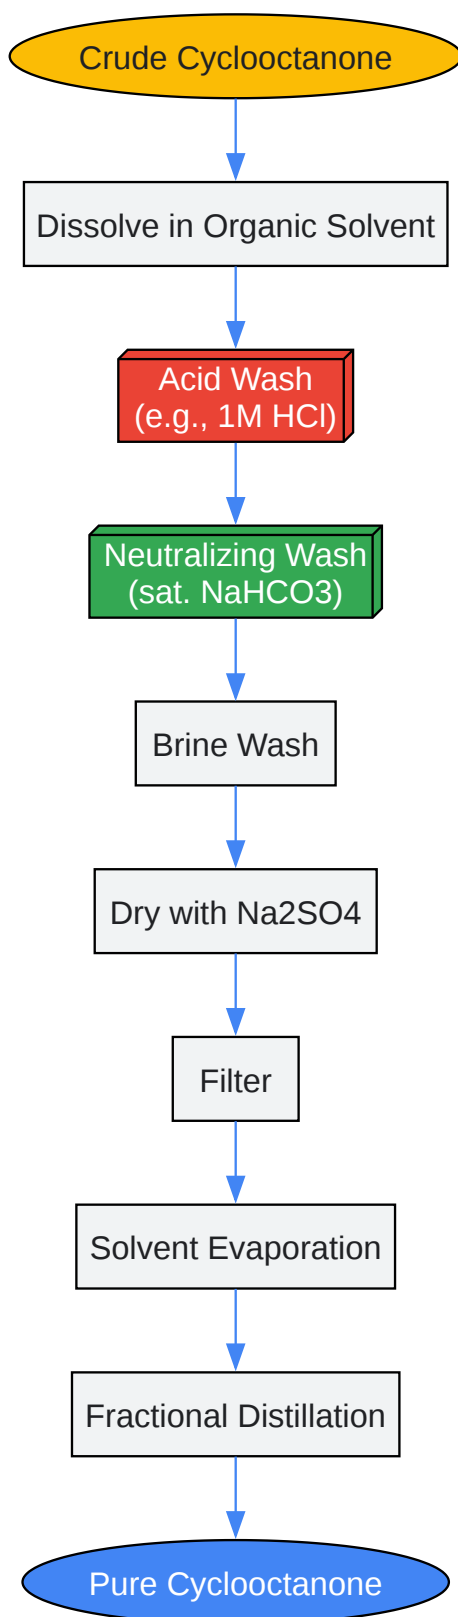 Crude Cyclooctanone
Dissolve in Organic Solvent
Acid Wash
(e.g., 1M HCl)
Neutralizing Wash
(sat. NaHCO3)
Brine Wash
Dry with Na2SO4
Filter
Solvent Evaporation
Fractional Distillation
Pure Cyclooctanone